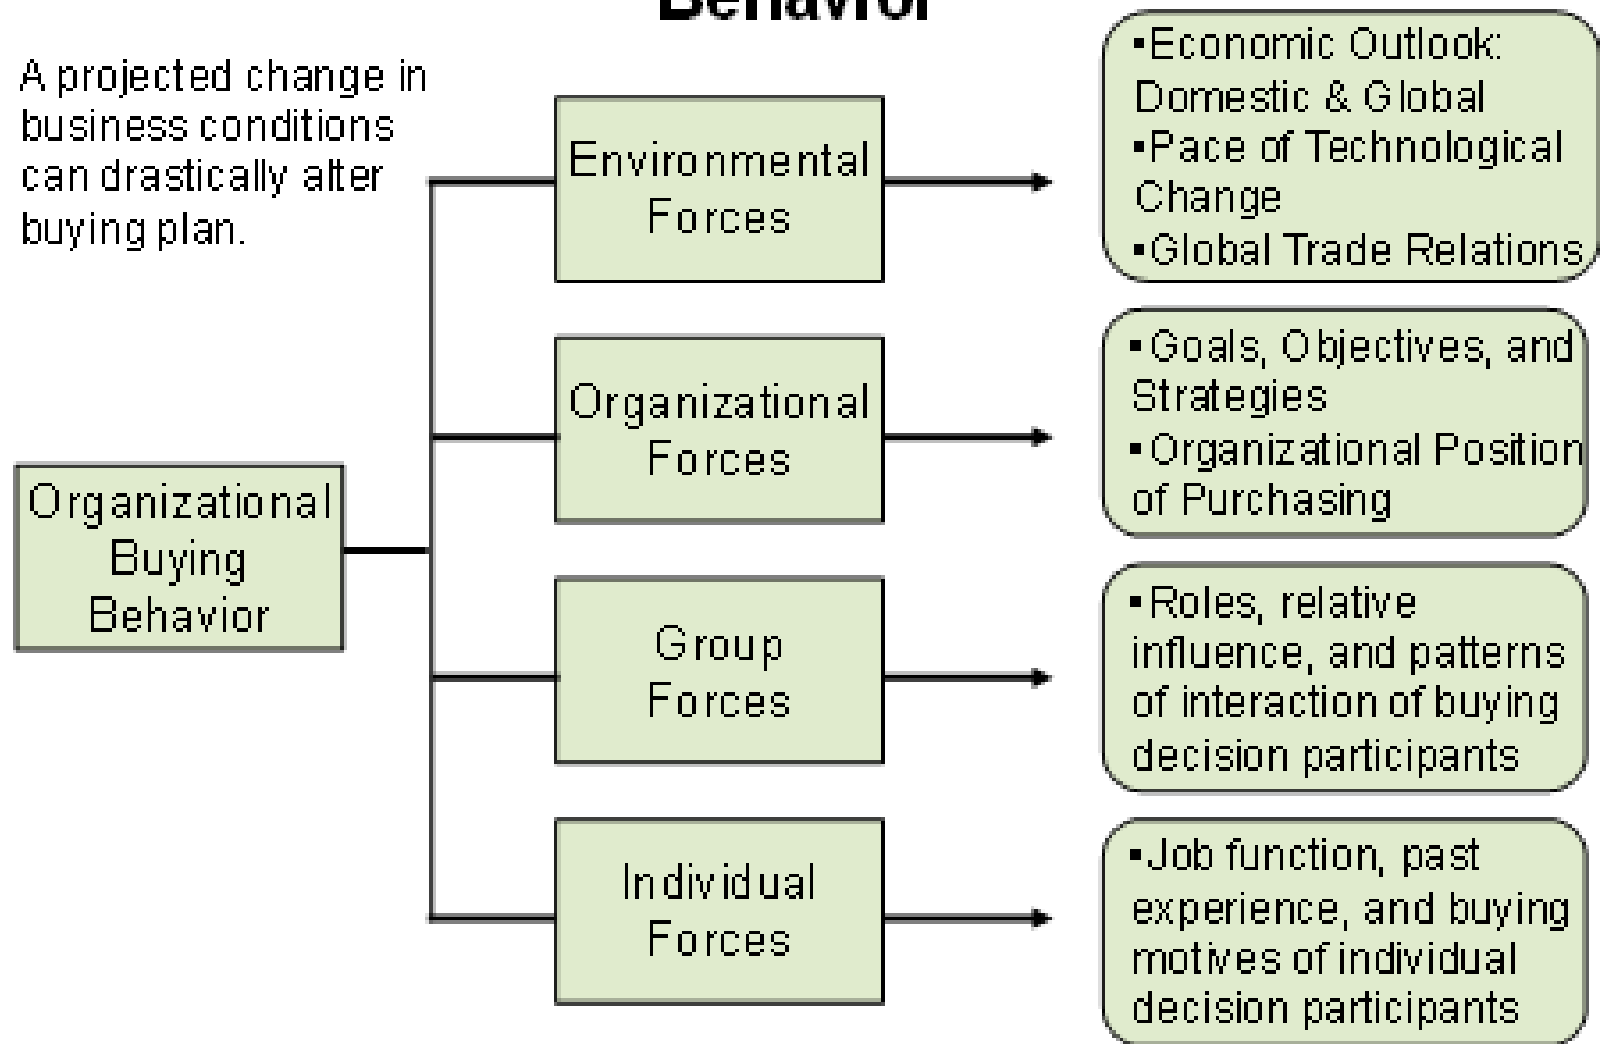 Behavior
A projected change in
business conditions
can drastically alter
buying plan.
Organizational
Buying
Behavior
Environmental
Forces
Organizational
Forces
Group
Forces
Individual
Forces
▪Economic Outlook:
Domestic & Global
▪Pace of Technological
Change
▪Global Trade Relations
▪Goals, Objectives, and
Strategies
▪Organizational Position
of Purchasing
▪Roles, relative
influence, and patterns
of interaction of buying
decision participants
▪Job function, past
experience, and buying
motives of individual
decision participants